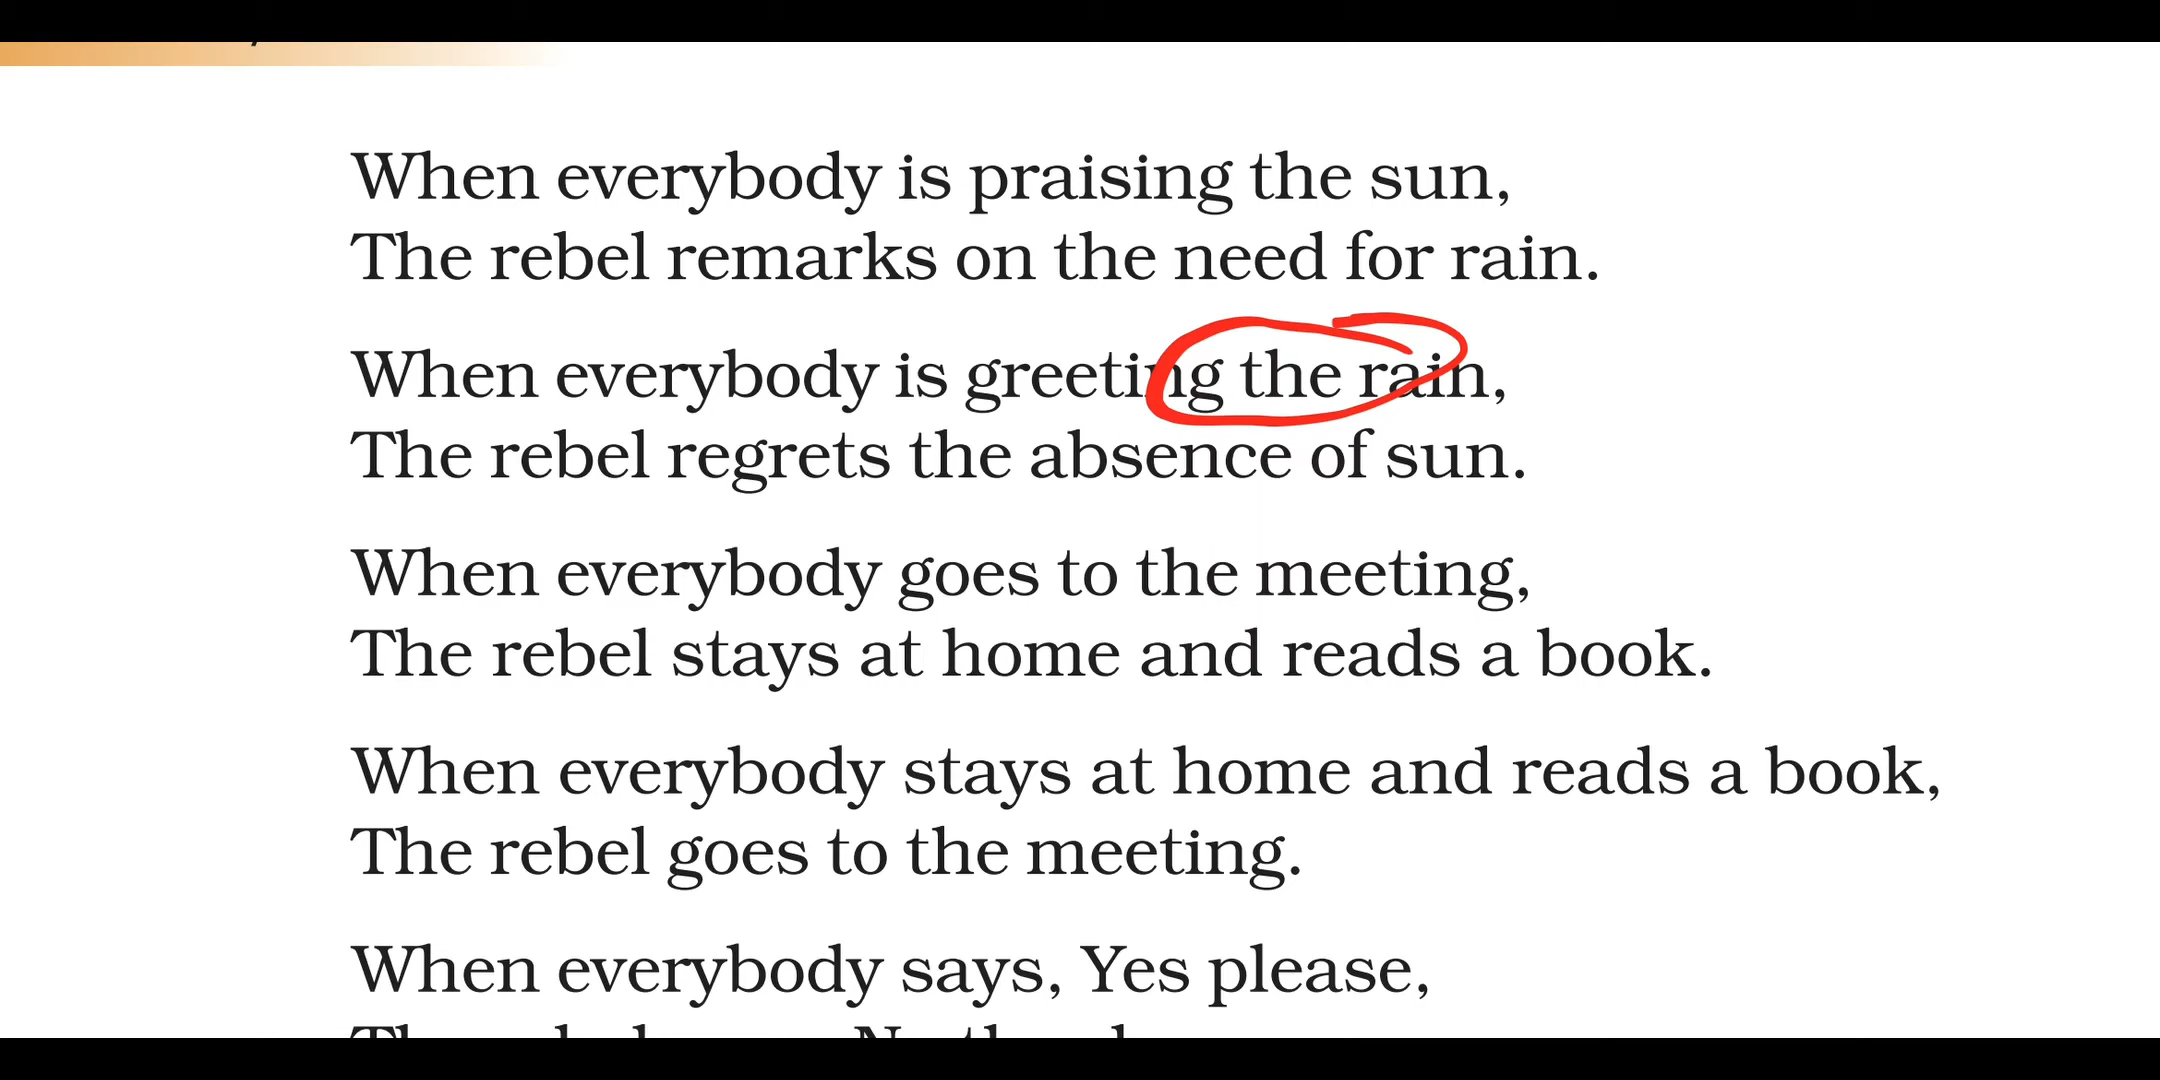 When everybody is praising the sun,
The rebel remarks on the need for rain.
When everybody is greeting the rain,
The rebel regrets the absence of sun.
When everybody goes to the meeting,
The rebel stays at home and reads a book.
When everybody stays at home and reads a book,
The rebel goes to the meeting.
When everybody says, Yes please,